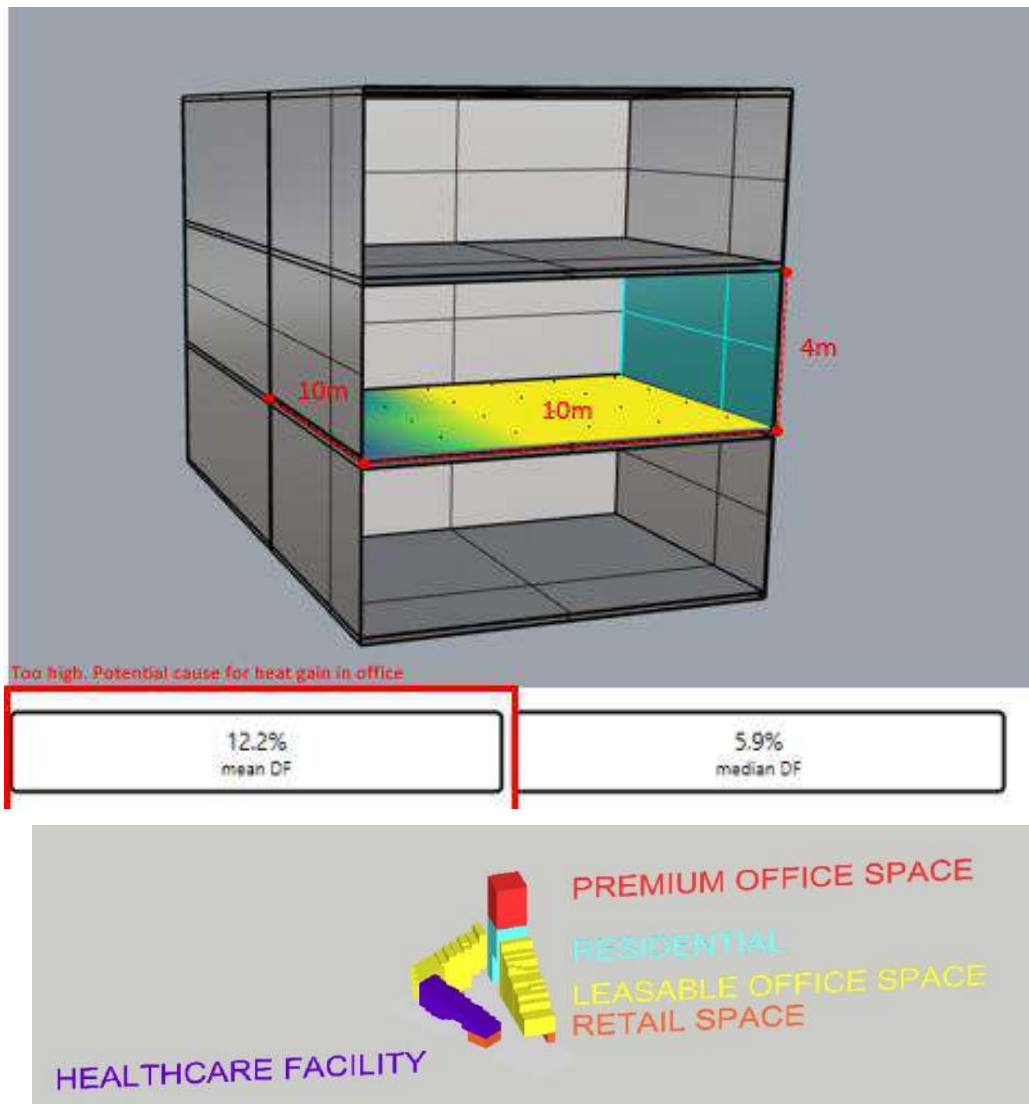 4m
10m
10m
Too high. Potential cause for heat gain in office
12.2%
mean DF
5.9%
median DF
PREMIUM OFFICE SPACE
RESIDENTIAL
LEASABLE OFFICE SPACE
RETAIL SPACE
HEALTHCARE FACILITY